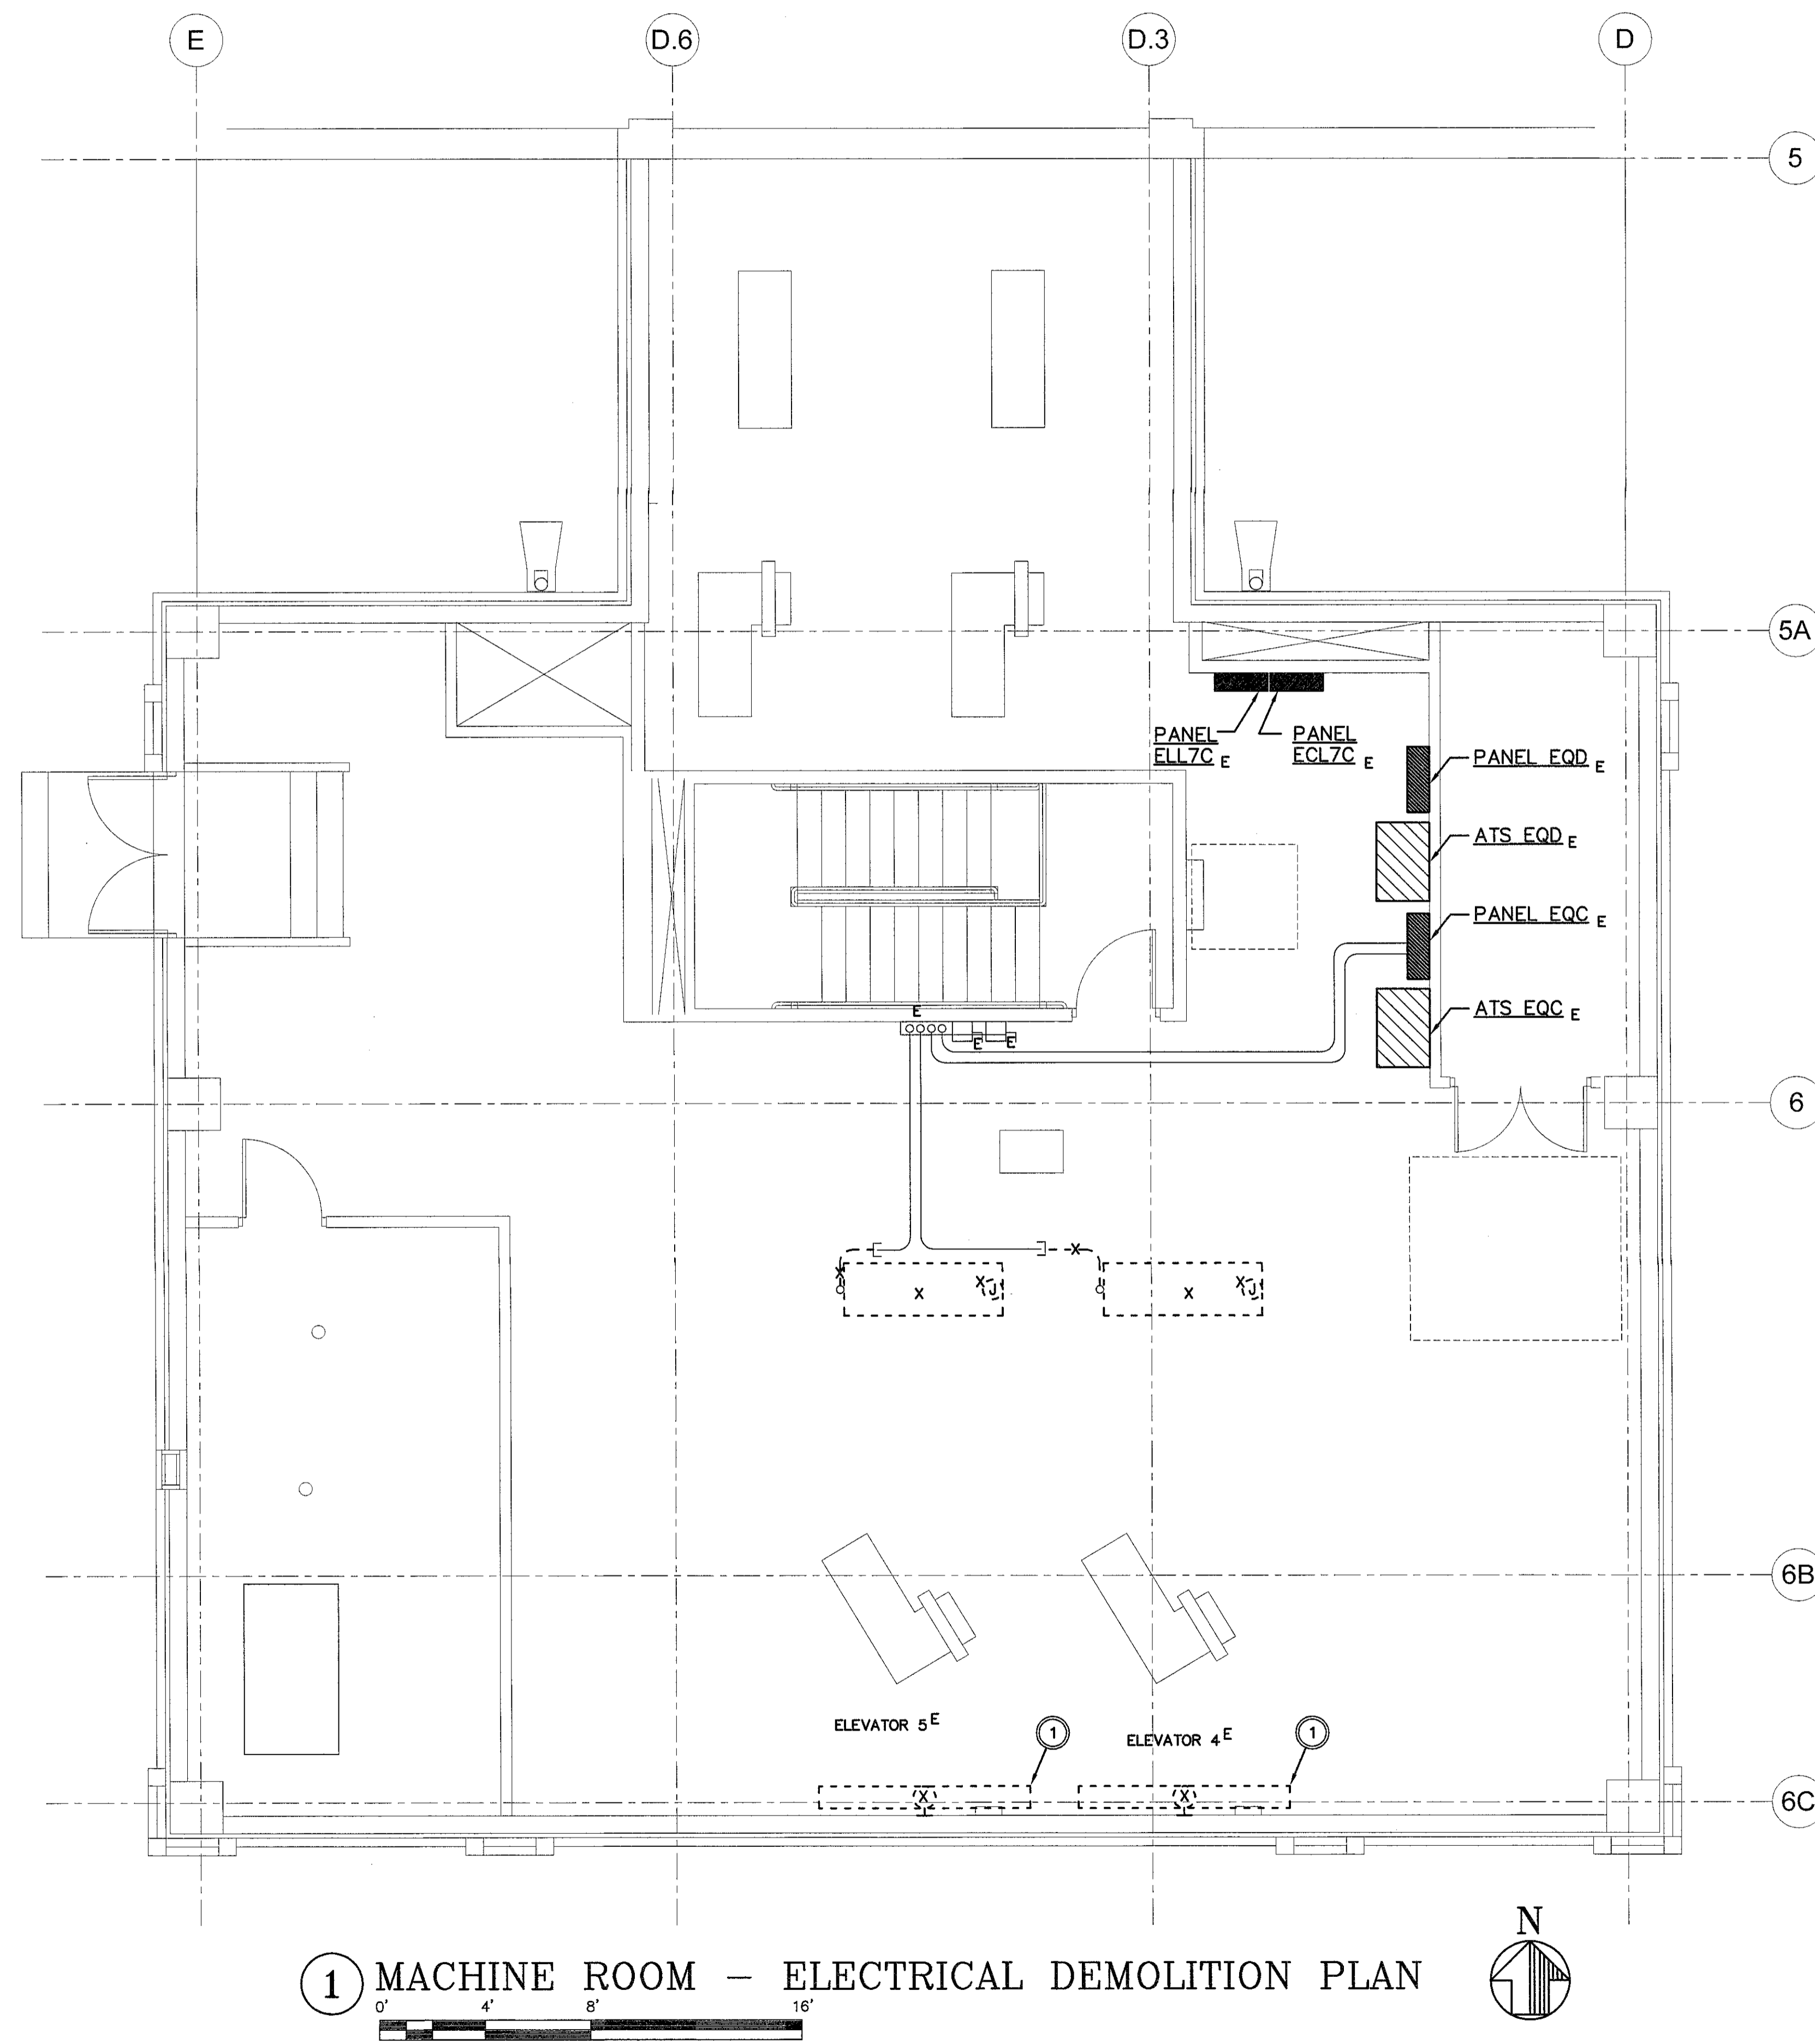 E
D.6
D.3
D
5
5A
PANEL
ELL7C E
PANEL
ECL7C E
PANEL EQD E
ATS EQD E
PANEL EQC E
ATS EQC E
E
E
E
6
X
X
X
X
J
X
X
J
6B
ELEVATOR 5 E
1
ELEVATOR 4 E
1
X
X
6C
N
1 MACHINE ROOM – ELECTRICAL DEMOLITION PLAN
0' 4' 8' 16'